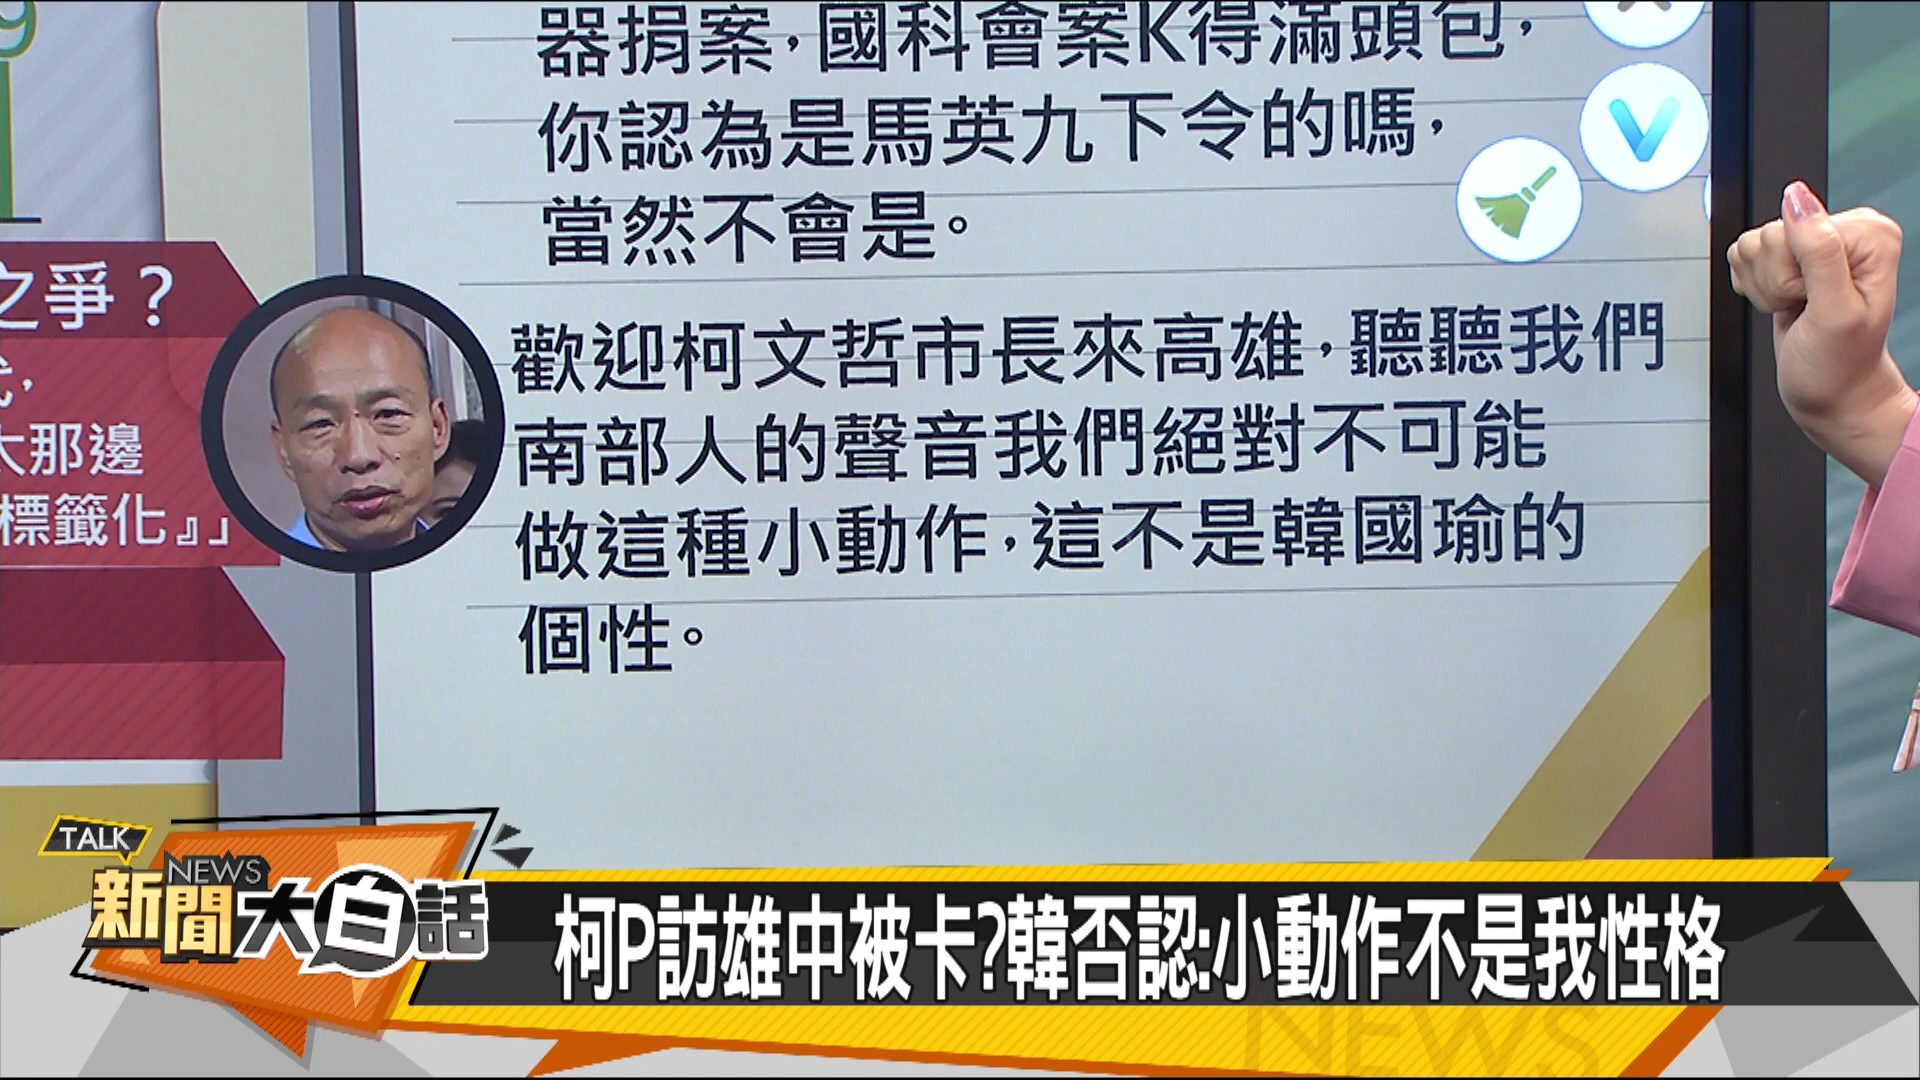 9
器捐案，國科會案K得滿頭包，
你認為是馬英九下令的嗎，
當然不會是。
之爭？
歡迎柯文哲市長來高雄，聽聽我們
南部人的聲音我們絕對不可能
做這種小動作，這不是韓國瑜的
個性。
那邊
標籤化』」
TALK
NEWS
新聞大白話
柯P訪雄中被卡?韓否認:小動作不是我性格
NEWS